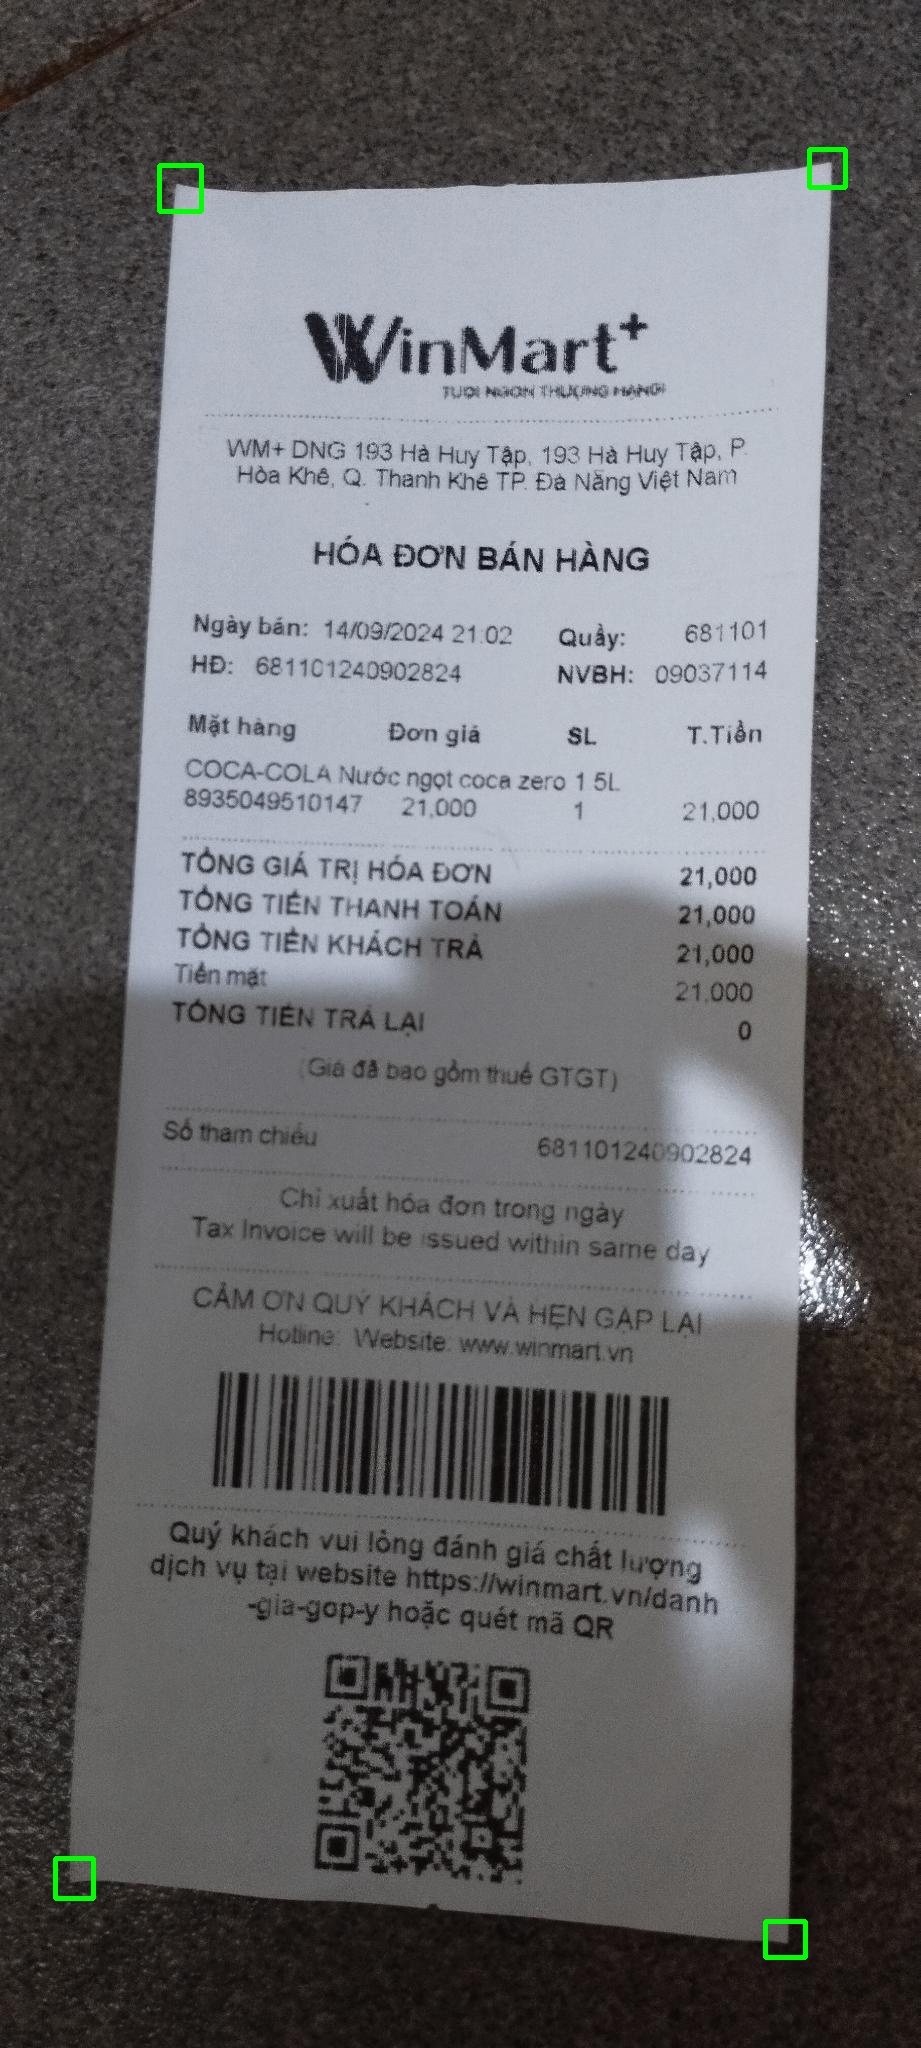 WinMart+
TƯƠI NGON THƯỢNG HẠNG!
WM+ DNG 193 Hà Huy Tập, 193 Hà Huy Tập, P.
Hòa Khê, Q. Thanh Khê TP. Đà Nẵng Việt Nam
HÓA ĐƠN BÁN HÀNG
Ngày bán: 14/09/2024 21:02 Quầy: 681101
HĐ: 681101240902824 NVBH: 09037114
Mặt hàng Đơn giá SL T.Tiền
COCA-COLA Nước ngọt coca zero 1.5L
8935049510147 21,000 1 21,000
TỔNG GIÁ TRỊ HÓA ĐƠN 21,000
TỔNG TIỀN THANH TOÁN 21,000
TỔNG TIỀN KHÁCH TRẢ 21,000
Tiền mặt 21,000
TỔNG TIỀN TRẢ LẠI 0
(Giá đã bao gồm thuế GTGT)
Số tham chiếu 681101240902824
Chỉ xuất hóa đơn trong ngày
Tax Invoice will be issued within same day
CẢM ƠN QUÝ KHÁCH VÀ HẸN GẶP LẠI
Hotline: Website: www.winmart.vn
Quý khách vui lòng đánh giá chất lượng
dịch vụ tại website https://winmart.vn/danh
-gia-gop-y hoặc quét mã QR